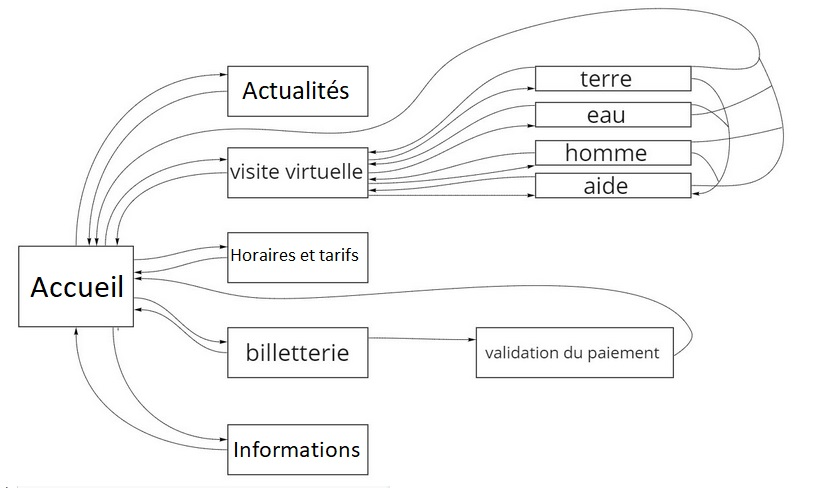 Actualités
terre
eau
visite virtuelle
homme
aide
Horaires et tarifs
Accueil
billetterie
validation du paiement
Informations